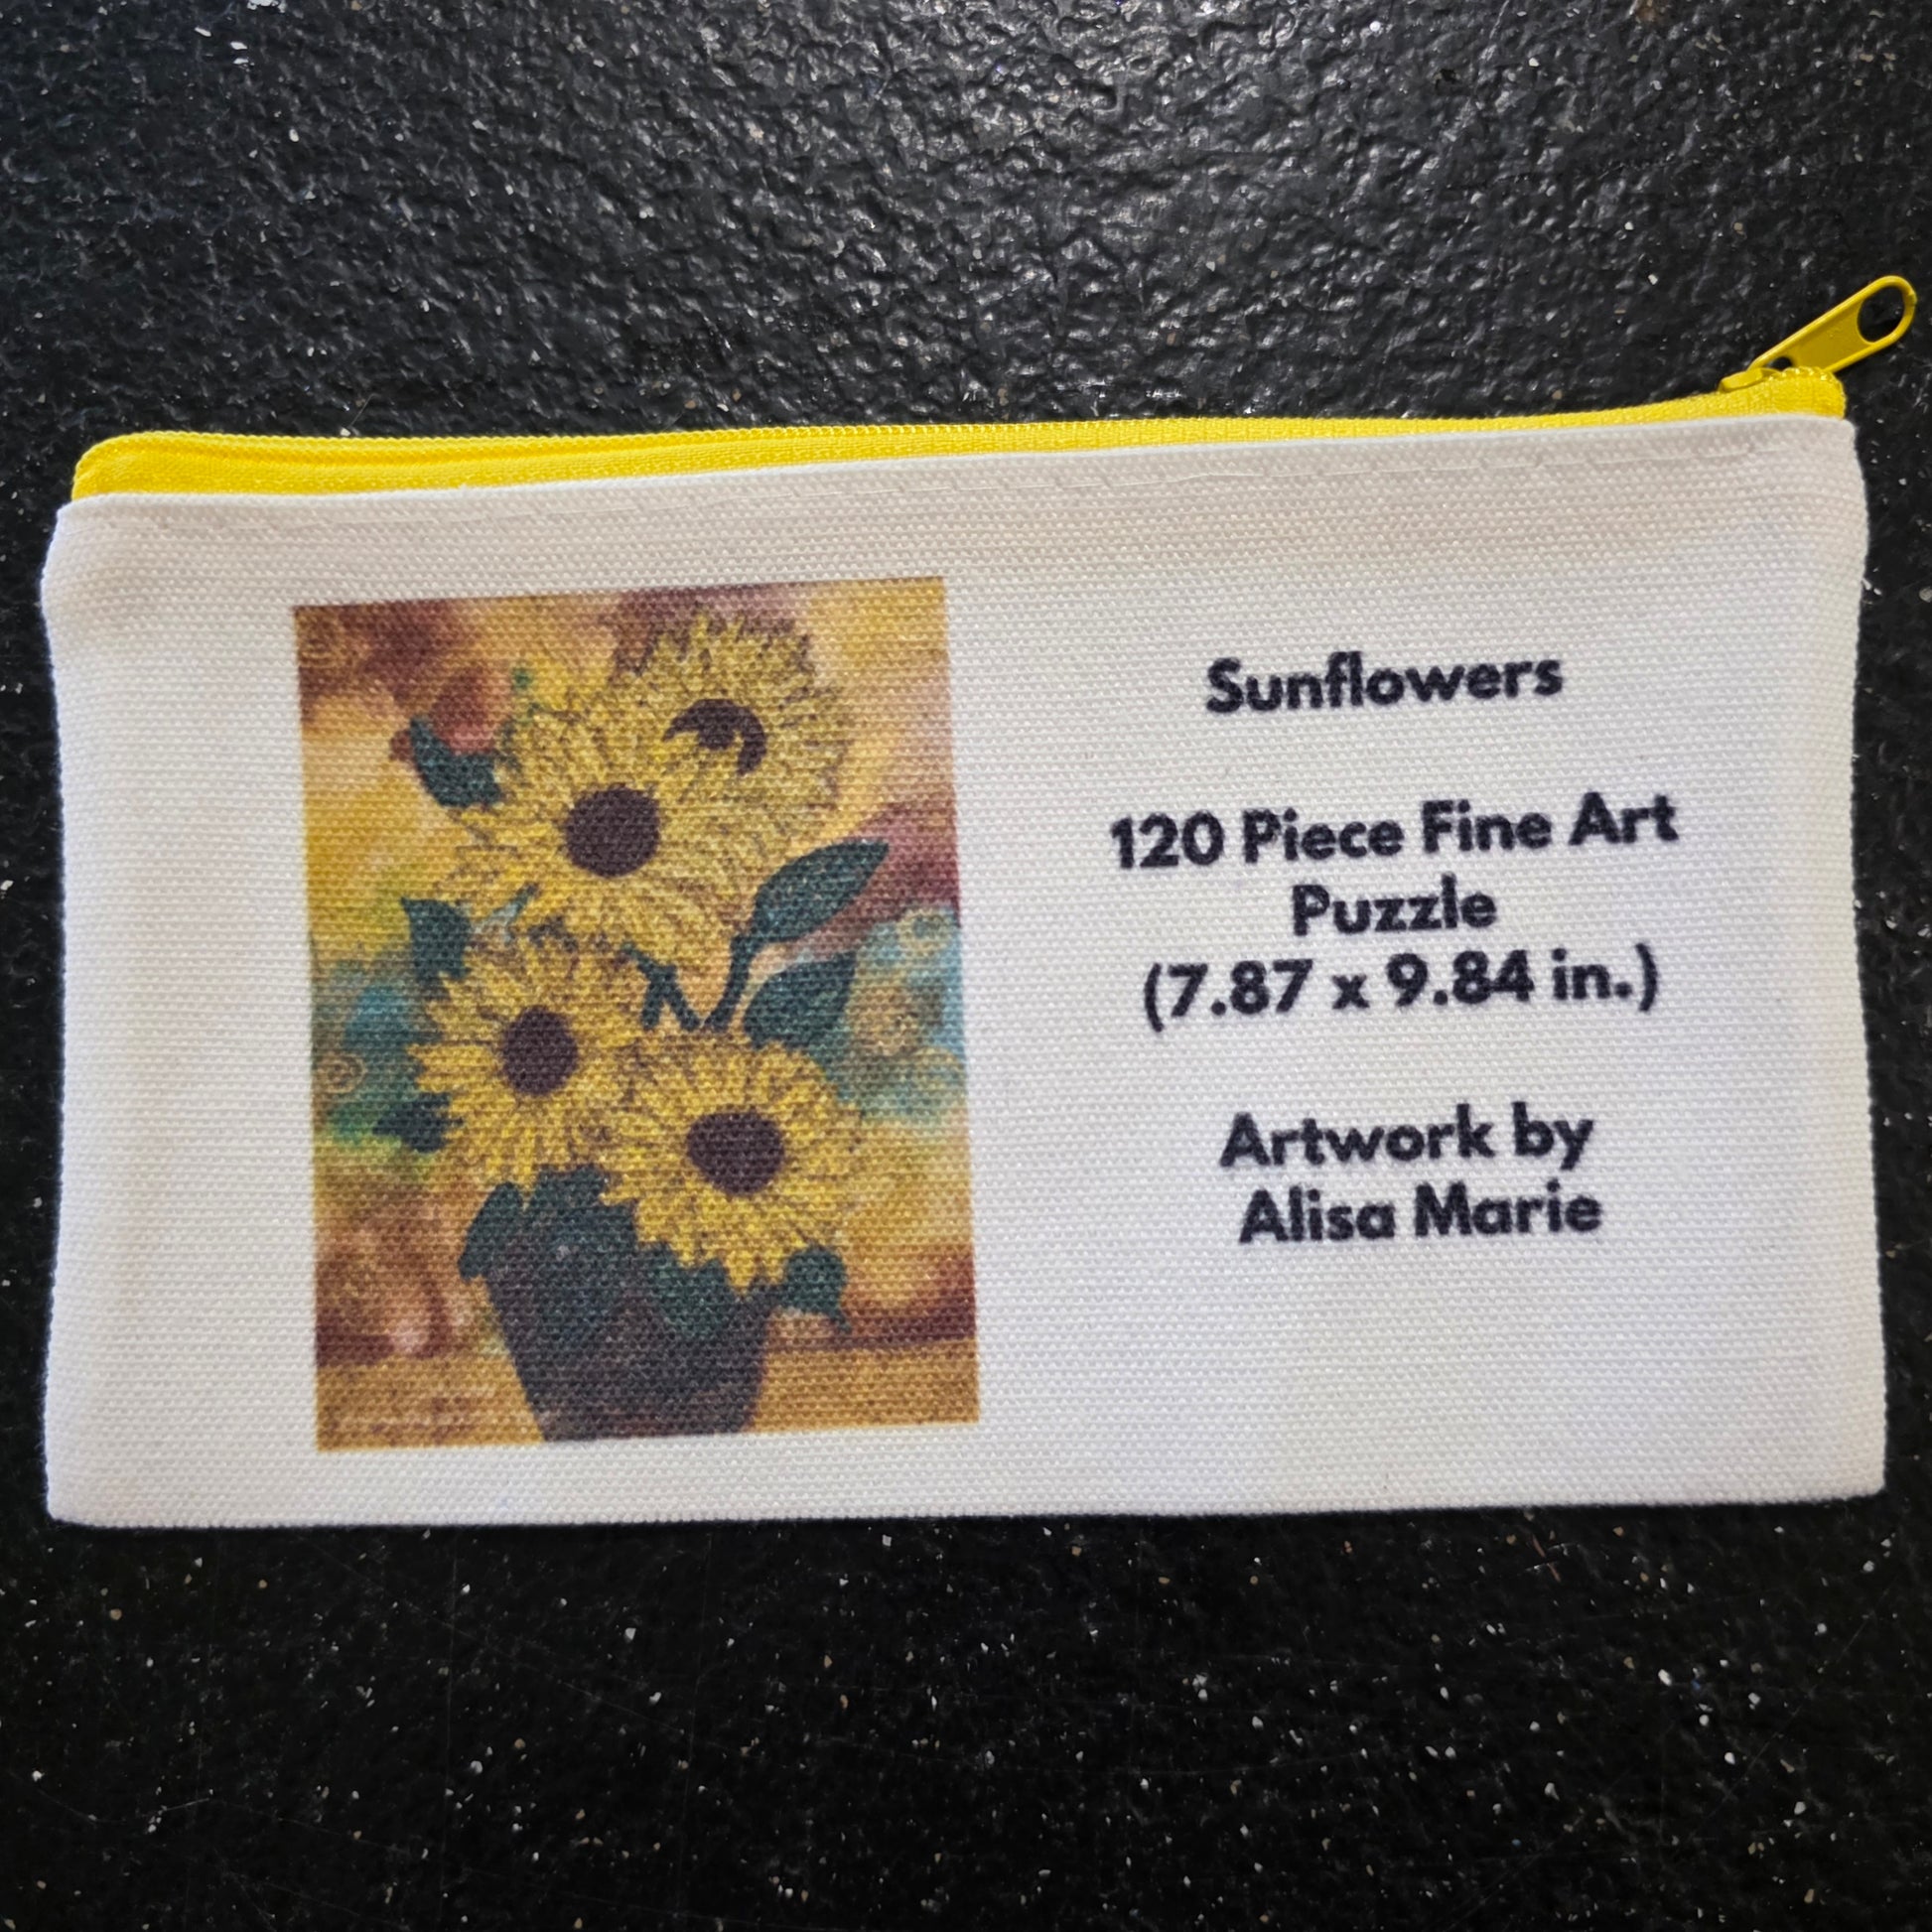 Sunflowers
120 Piece Fine Art
Puzzle
(7.87 x 9.84 in.)
Artwork by
Alisa Marie